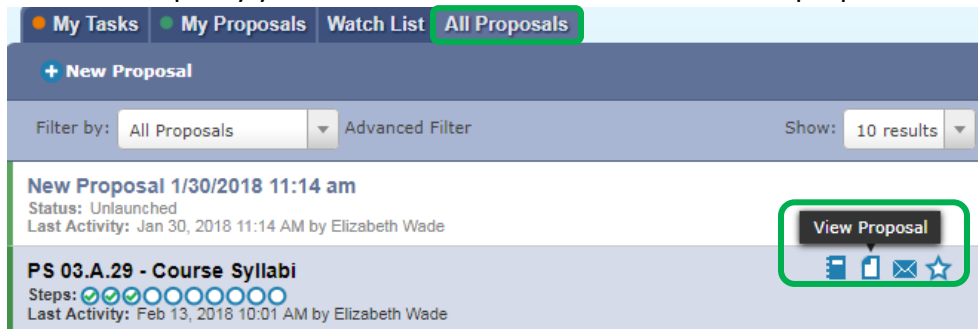 My Tasks My Proposals Watch List All Proposals
New Proposal
Filter by: All Proposals Advanced Filter Show: 10 results
New Proposal 1/30/2018 11:14 am
Status: Unlaunched
Last Activity: Jan 30, 2018 11:14 AM by Elizabeth Wade
View Proposal
PS 03.A.29 - Course Syllabi
Steps:
Last Activity: Feb 13, 2018 10:01 AM by Elizabeth Wade